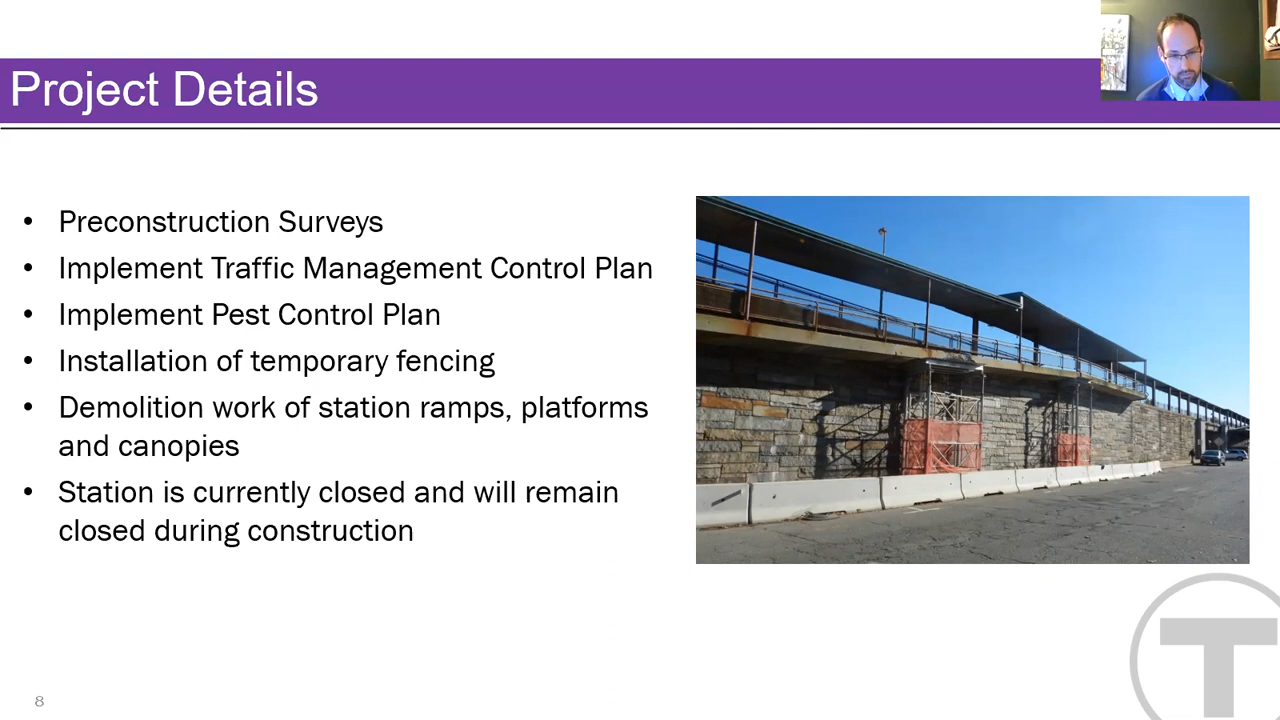 Project Details
• Preconstruction Surveys
• Implement Traffic Management Control Plan
• Implement Pest Control Plan
• Installation of temporary fencing
• Demolition work of station ramps, platforms
and canopies
• Station is currently closed and will remain
closed during construction
T
8